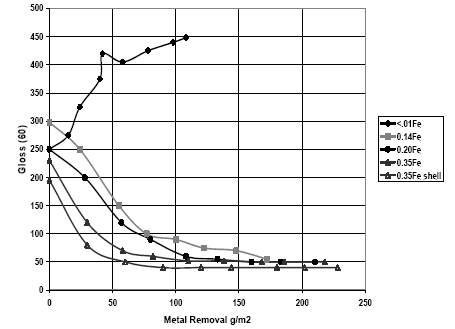 500
450
400
350
300
250
200
150
100
50
0
Gloss (60)
0 50 100 150 200 250
Metal Removal g/m2
<.01Fe
0.14Fe
0.20Fe
0.35Fe
0.35Fe shell